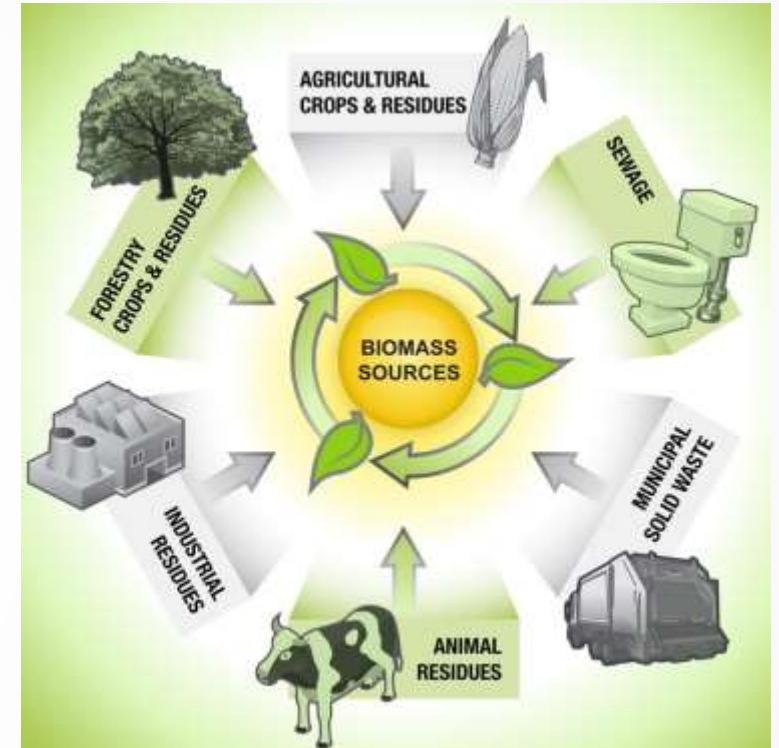 AGRICULTURAL
CROPS & RESIDUES
SEWAGE
MUNICIPAL
SOLID WASTE
ANIMAL
RESIDUES
INDUSTRIAL
RESIDUES
FORESTRY
CROPS & RESIDUES
BIOMASS
SOURCES